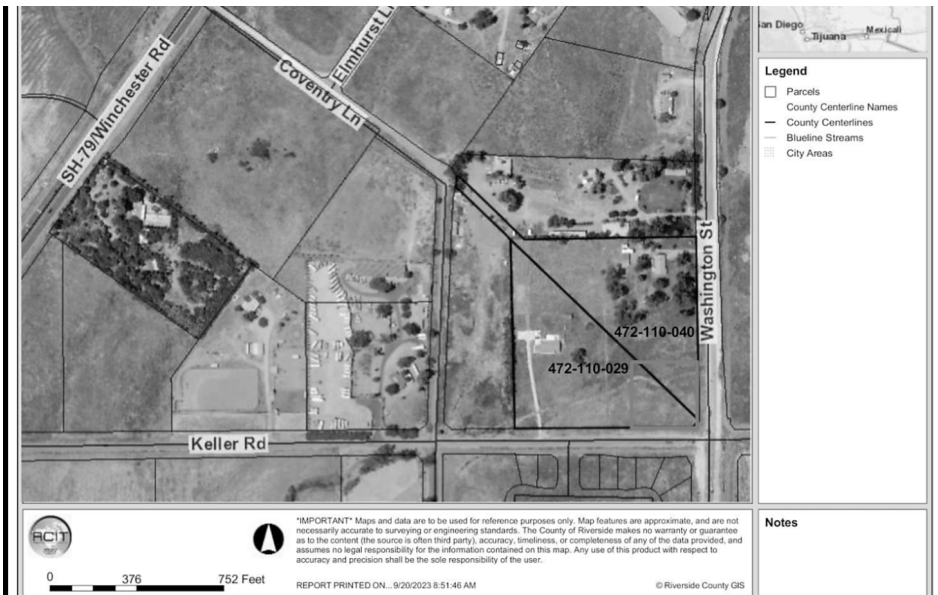 San Diego
Tijuana
Mexicali
Elmhurst Ln
SH-79/Winchester Rd
Coventry Ln
Washington St
472-110-040
472-110-029
Keller Rd
Legend
Parcels
County Centerline Names
County Centerlines
Blueline Streams
City Areas
RCIT
*IMPORTANT* Maps and data are to be used for reference purposes only. Map features are approximate, and are not
necessarily accurate to surveying or engineering standards. The County of Riverside makes no warranty or guarantee
as to the content (the source is often third party), accuracy, timeliness, or completeness of any of the data provided, and
assumes no legal responsibility for the information contained on this map. Any use of this product with respect to
accuracy and precision shall be the sole responsibility of the user.
0 376 752 Feet
REPORT PRINTED ON... 9/20/2023 8:51:46 AM
© Riverside County GIS
Notes